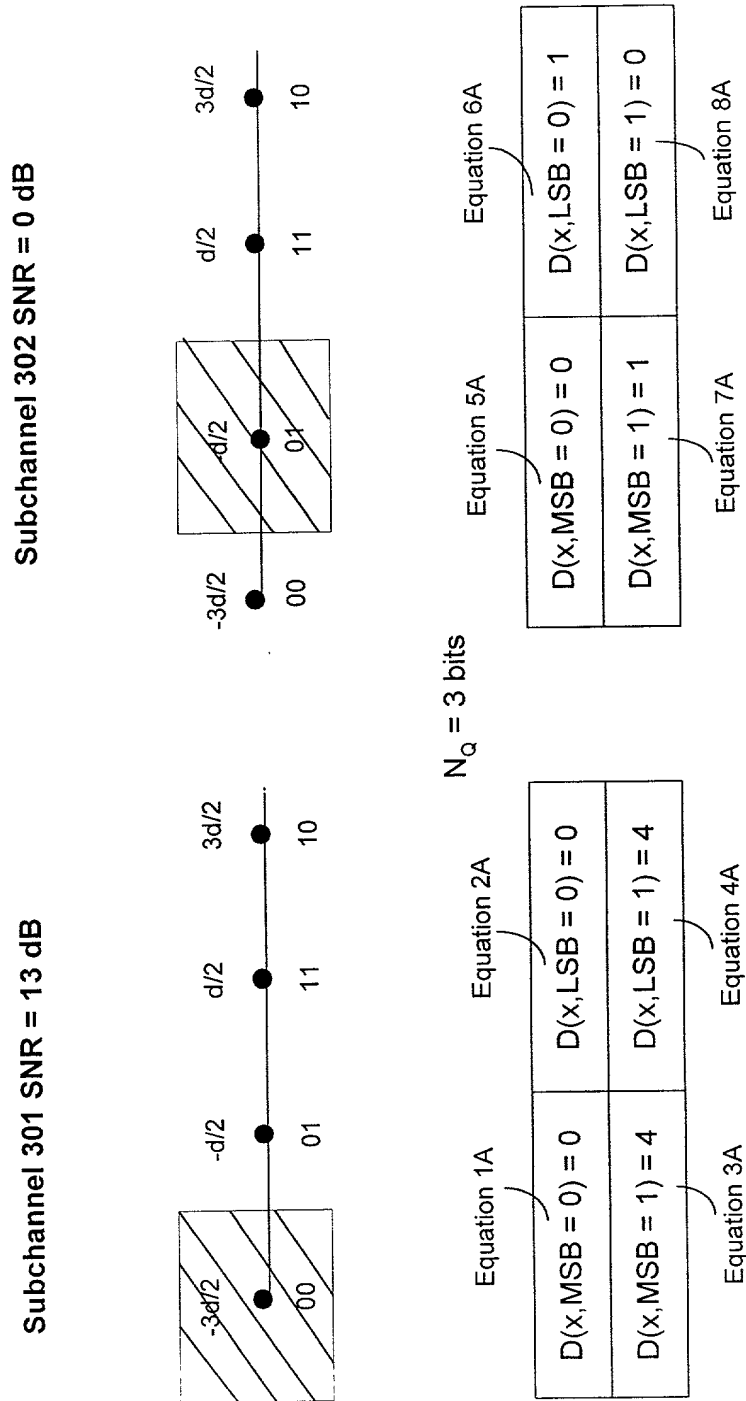 Subchannel 301 SNR = 13 dB
-3d/2 -d/2 d/2 3d/2
00 01 11 10
Subchannel 302 SNR = 0 dB
-3d/2 -d/2 d/2 3d/2
00 01 11 10
NQ = 3 bits
Equation 1A Equation 2A
D(x,MSB = 0) = 0 D(x,LSB = 0) = 0
D(x,MSB = 1) = 4 D(x,LSB = 1) = 4
Equation 3A Equation 4A
Equation 5A Equation 6A
D(x,MSB = 0) = 0 D(x,LSB = 0) = 1
D(x,MSB = 1) = 1 D(x,LSB = 1) = 0
Equation 7A Equation 8A